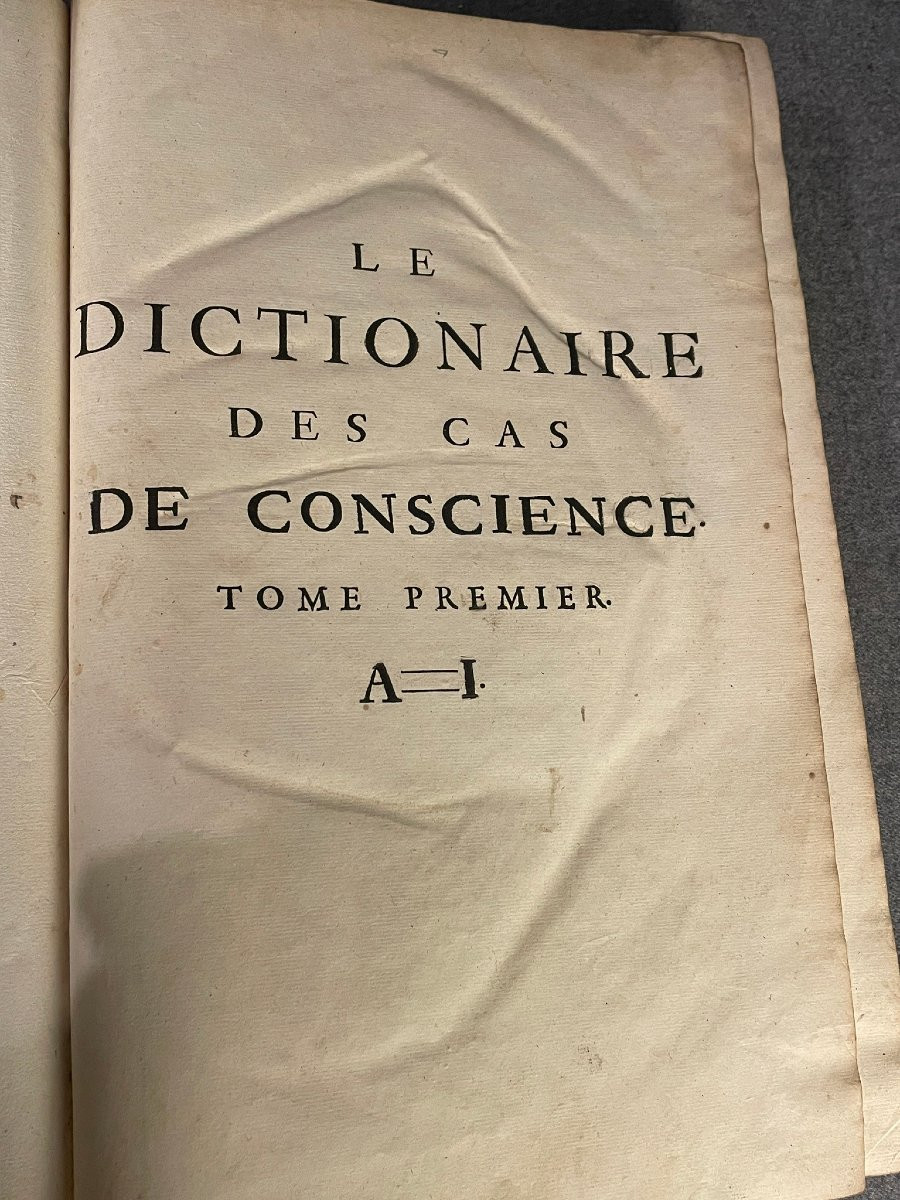 LE
DICTIONAIRE
DES CAS
DE CONSCIENCE.
TOME PREMIER.
A=I.